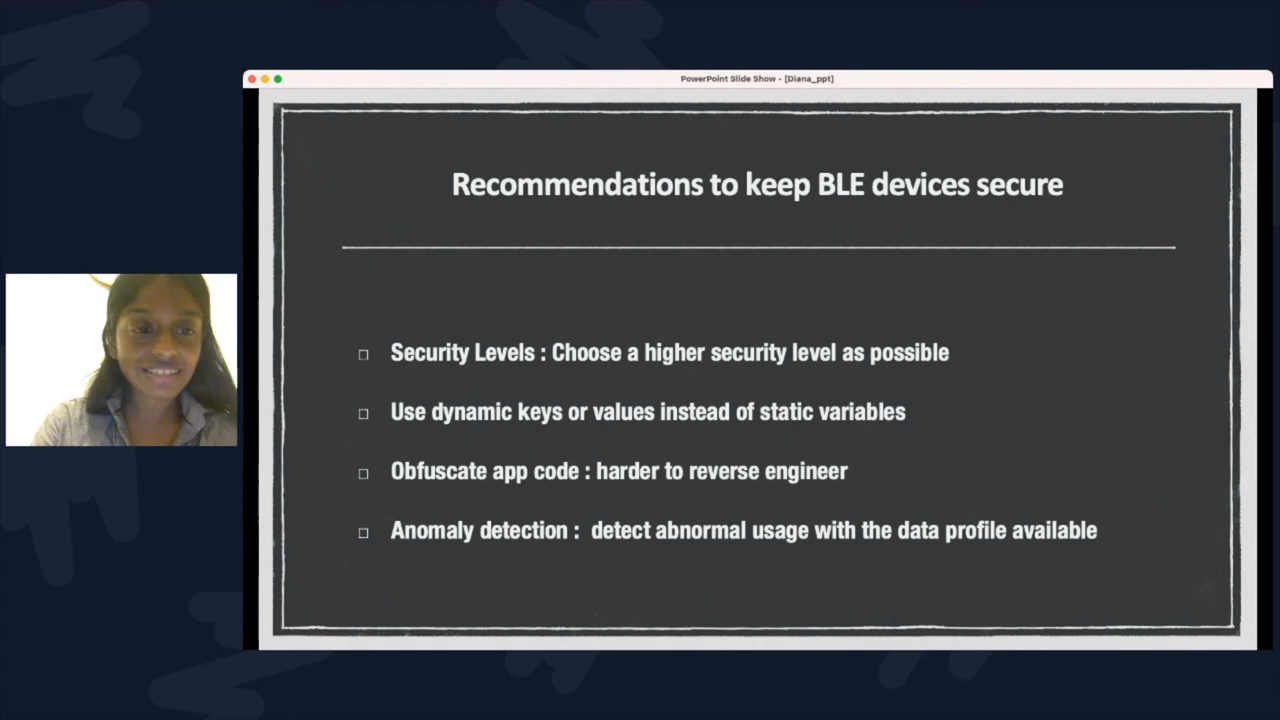 PowerPoint Slide Show - [Diana_ppt]
Recommendations to keep BLE devices secure
Security Levels : Choose a higher security level as possible
Use dynamic keys or values instead of static variables
Obfuscate app code : harder to reverse engineer
Anomaly detection :  detect abnormal usage with the data profile available